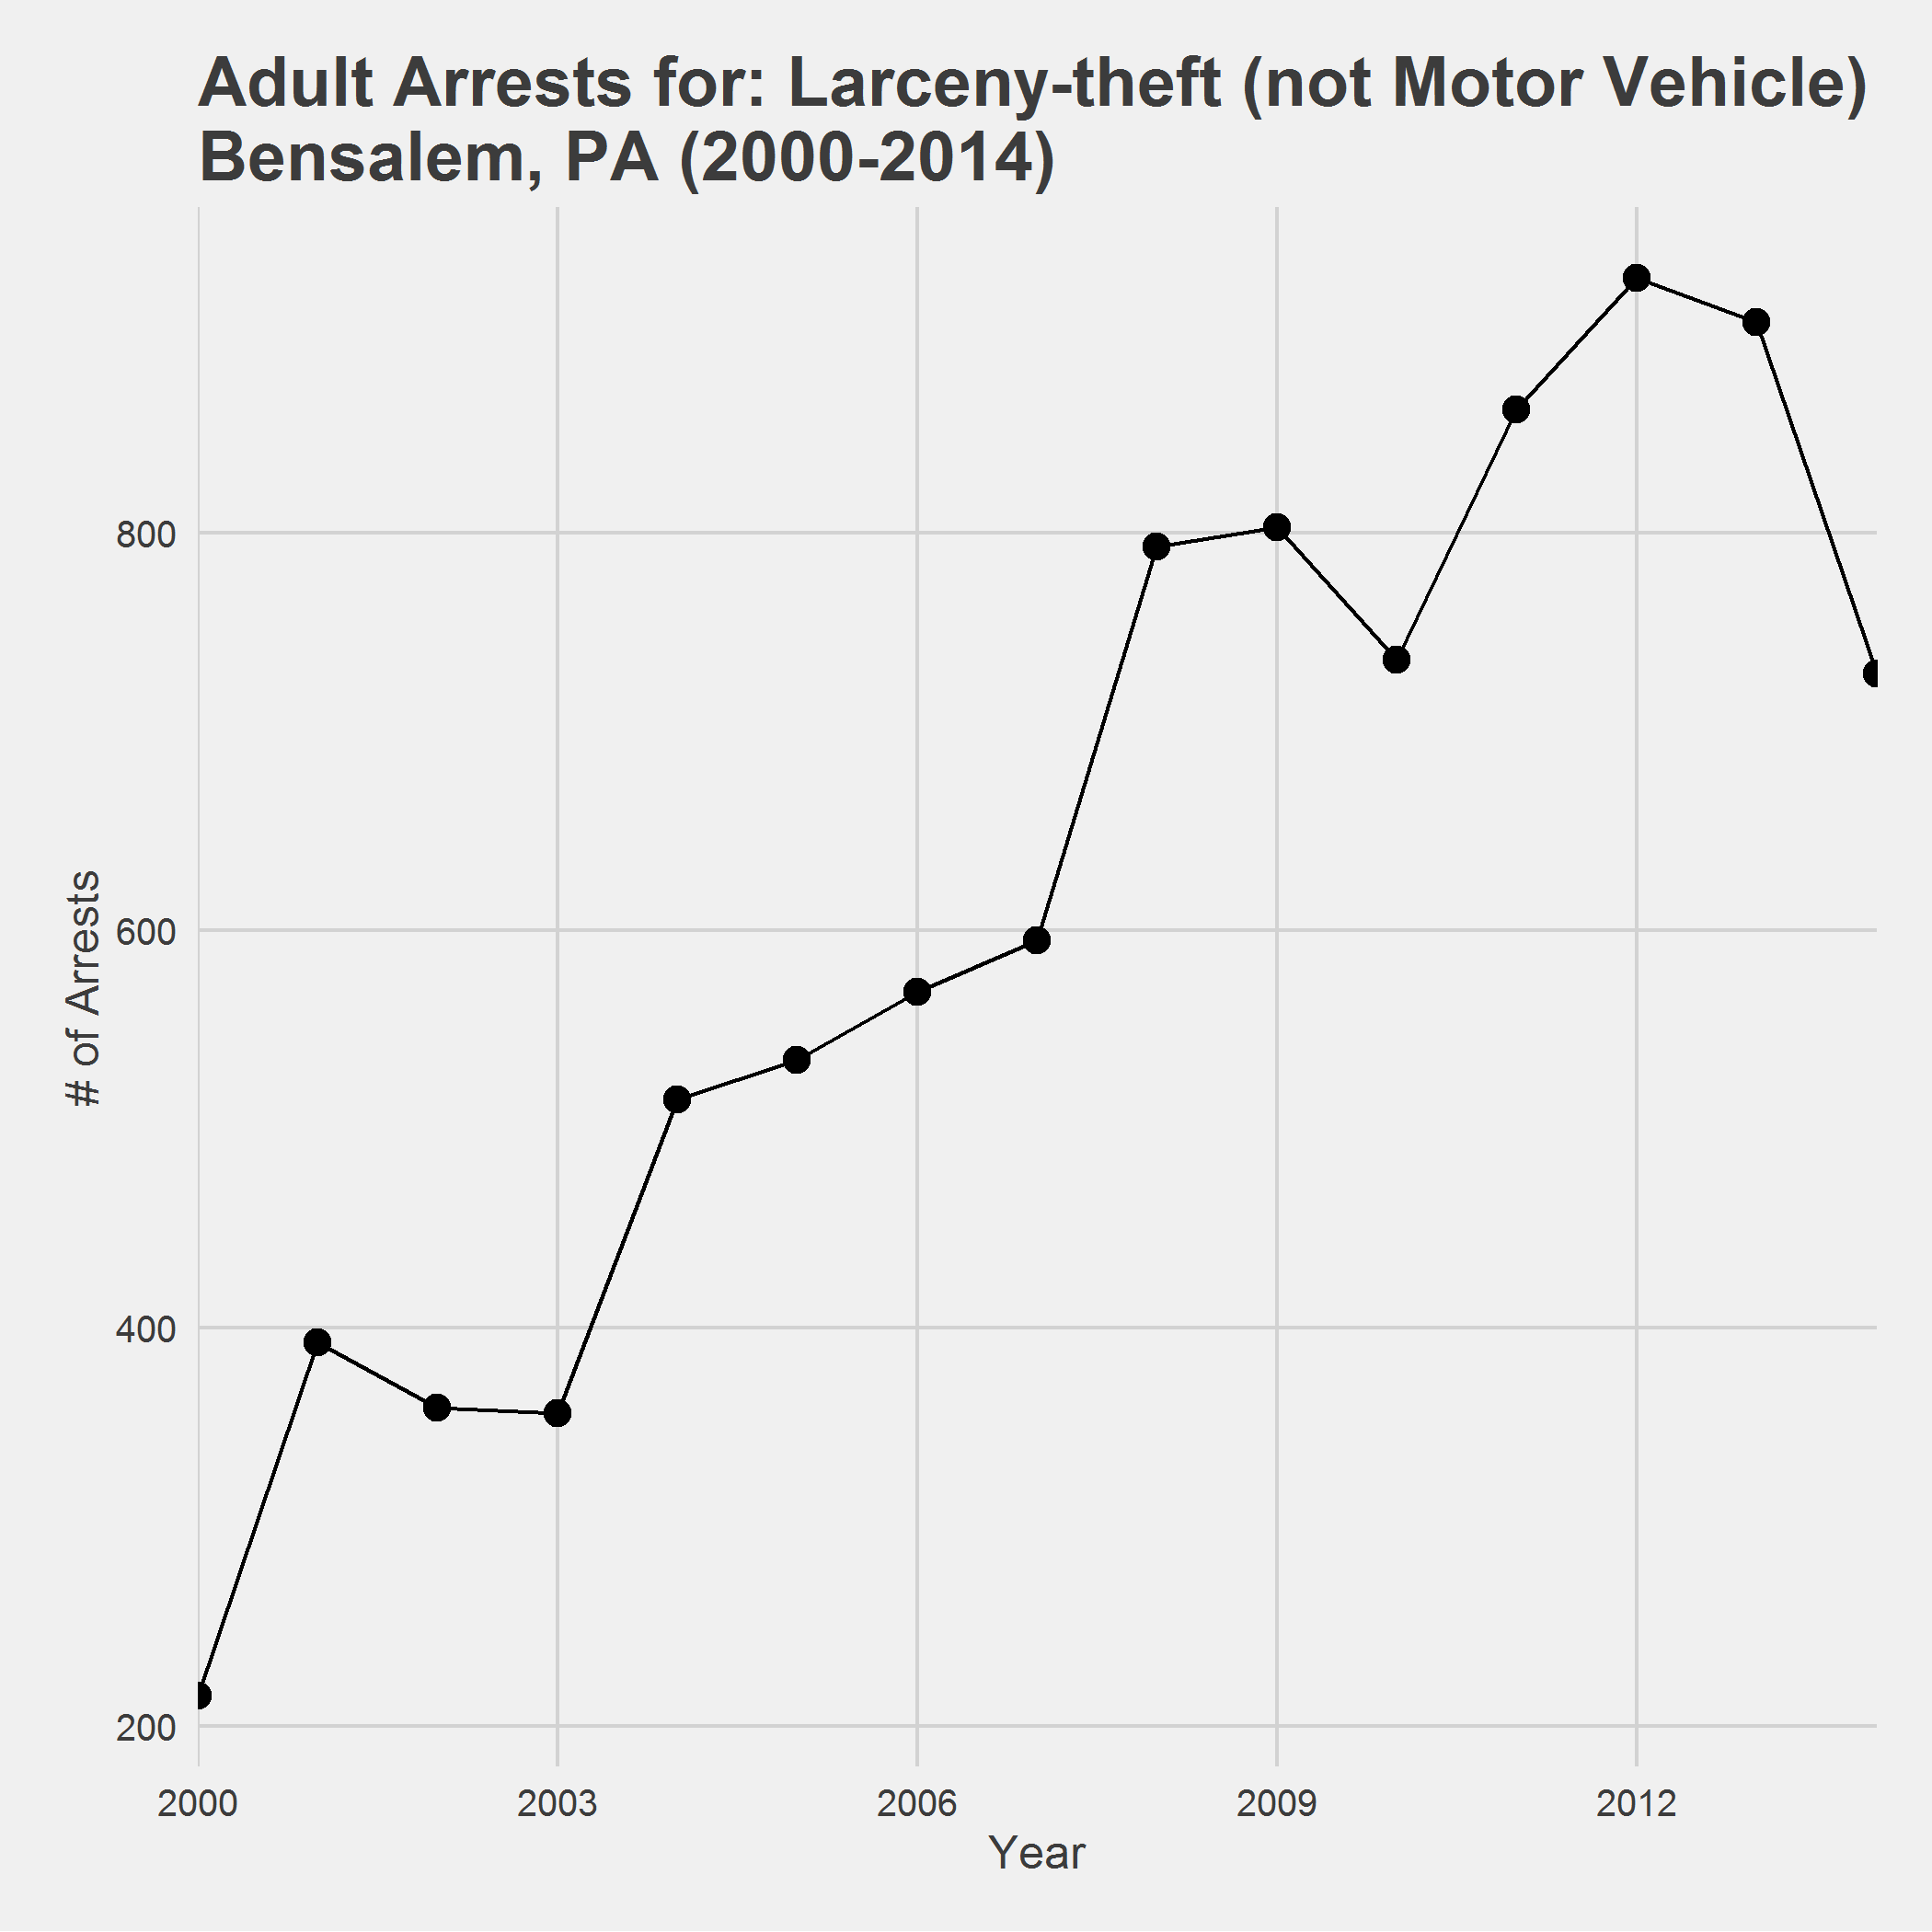 Adult Arrests for: Larceny-theft (not Motor Vehicle)
Bensalem, PA (2000-2014)
# of Arrests
800
600
400
200
2000 2003 2006 2009 2012
Year